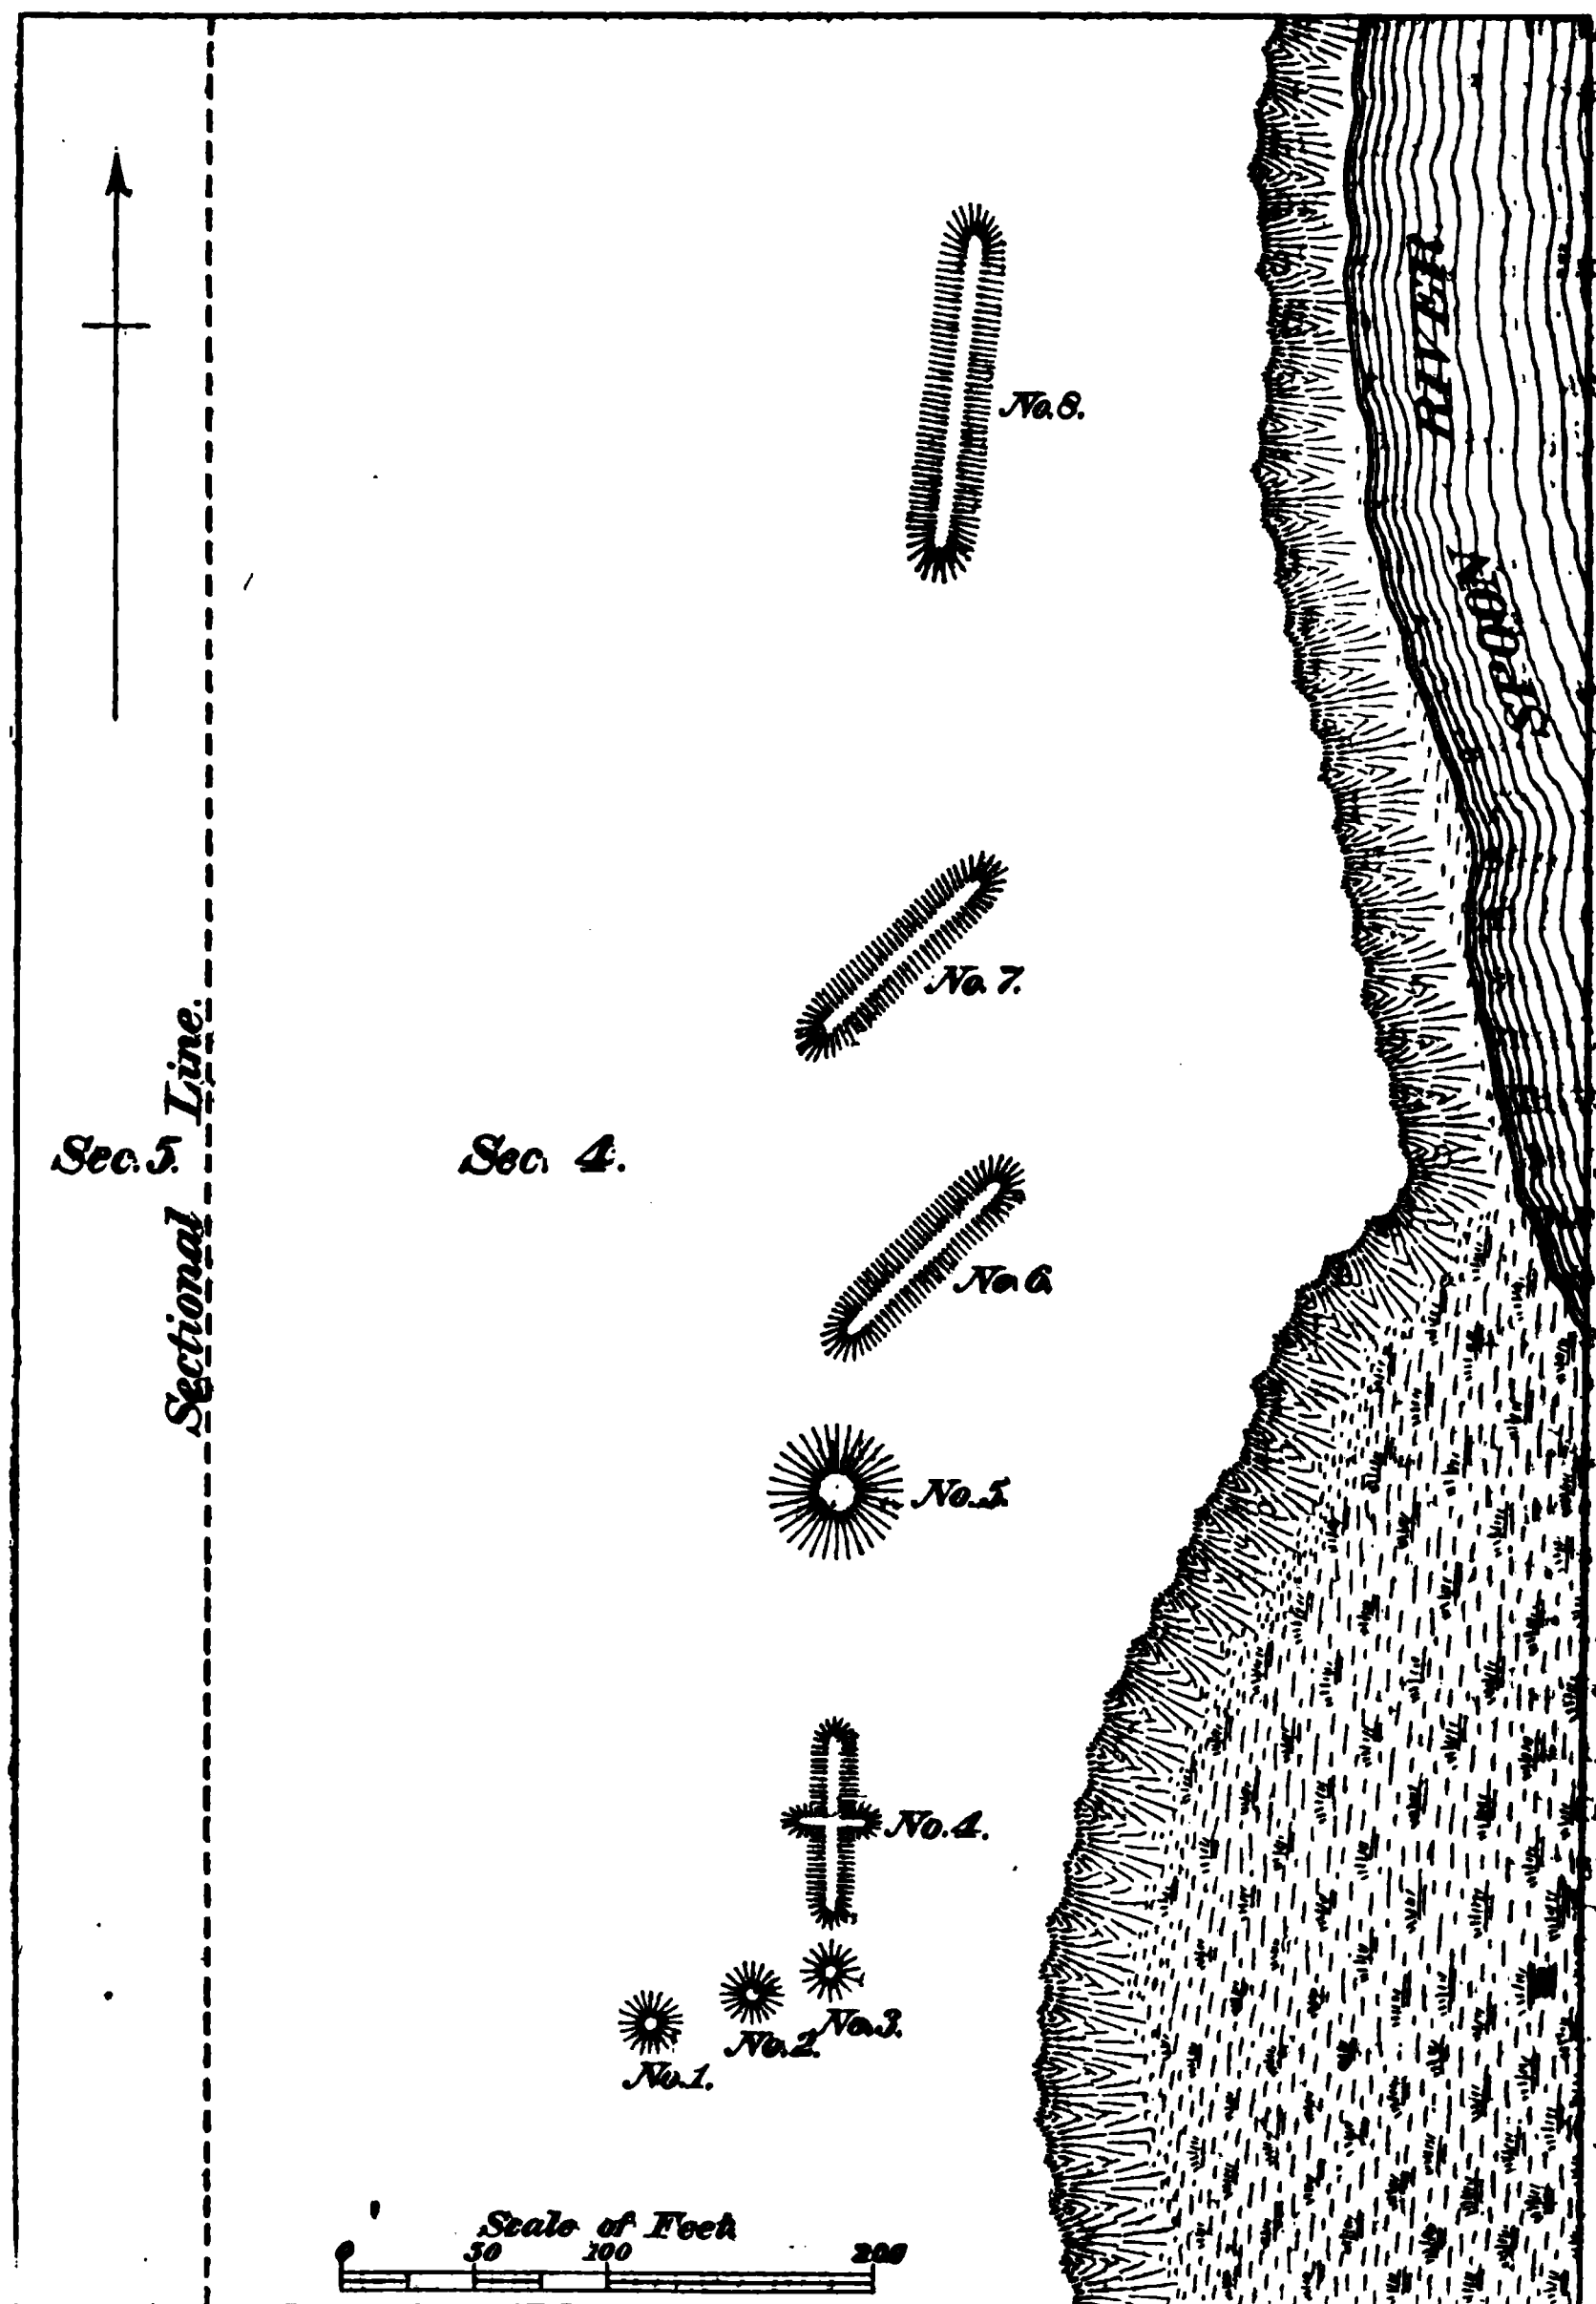 RIVER
No. 8.
SPOON
No. 7.
Sectional Line.
Sec. 5.
Sec. 4.
No. 6.
No. 5.
No. 4.
No. 3.
No. 2.
No. 1.
Scale of Feet.
0 50 100 200